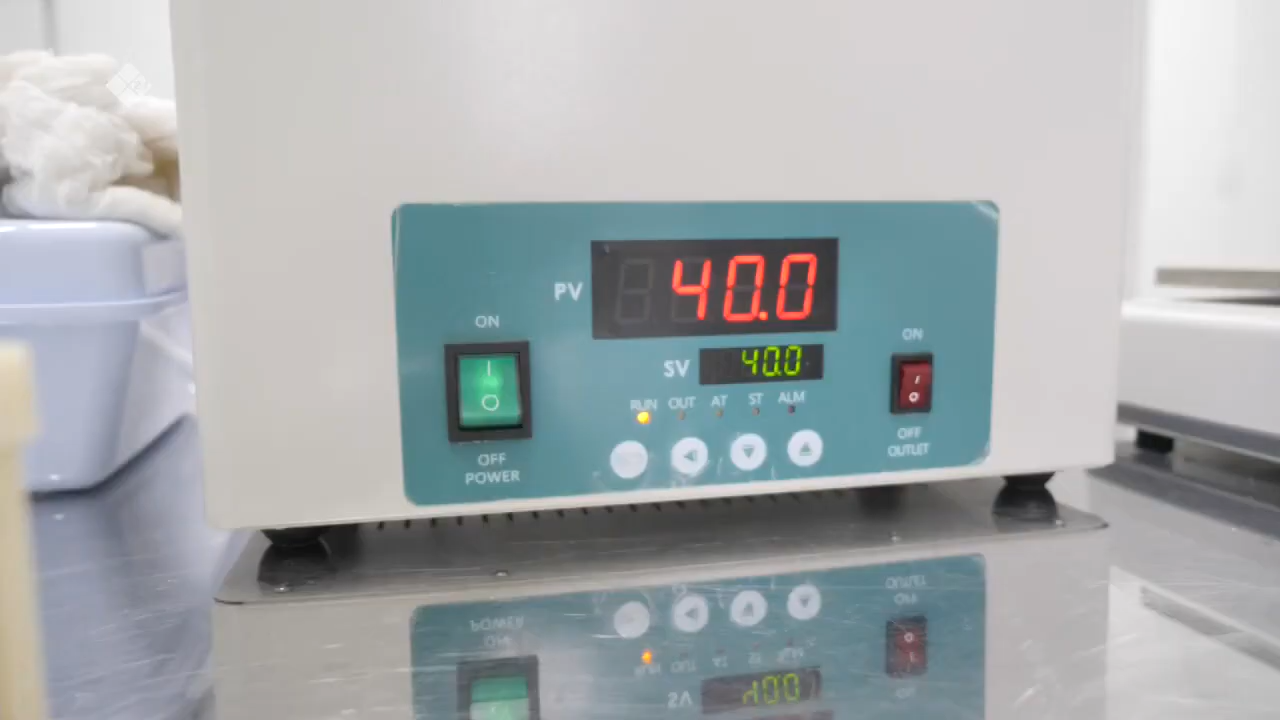 PV 40.0
ON
SV 40.0
ON
RUN OUT AT ST ALM
OFF
POWER
OFF
OUTLET